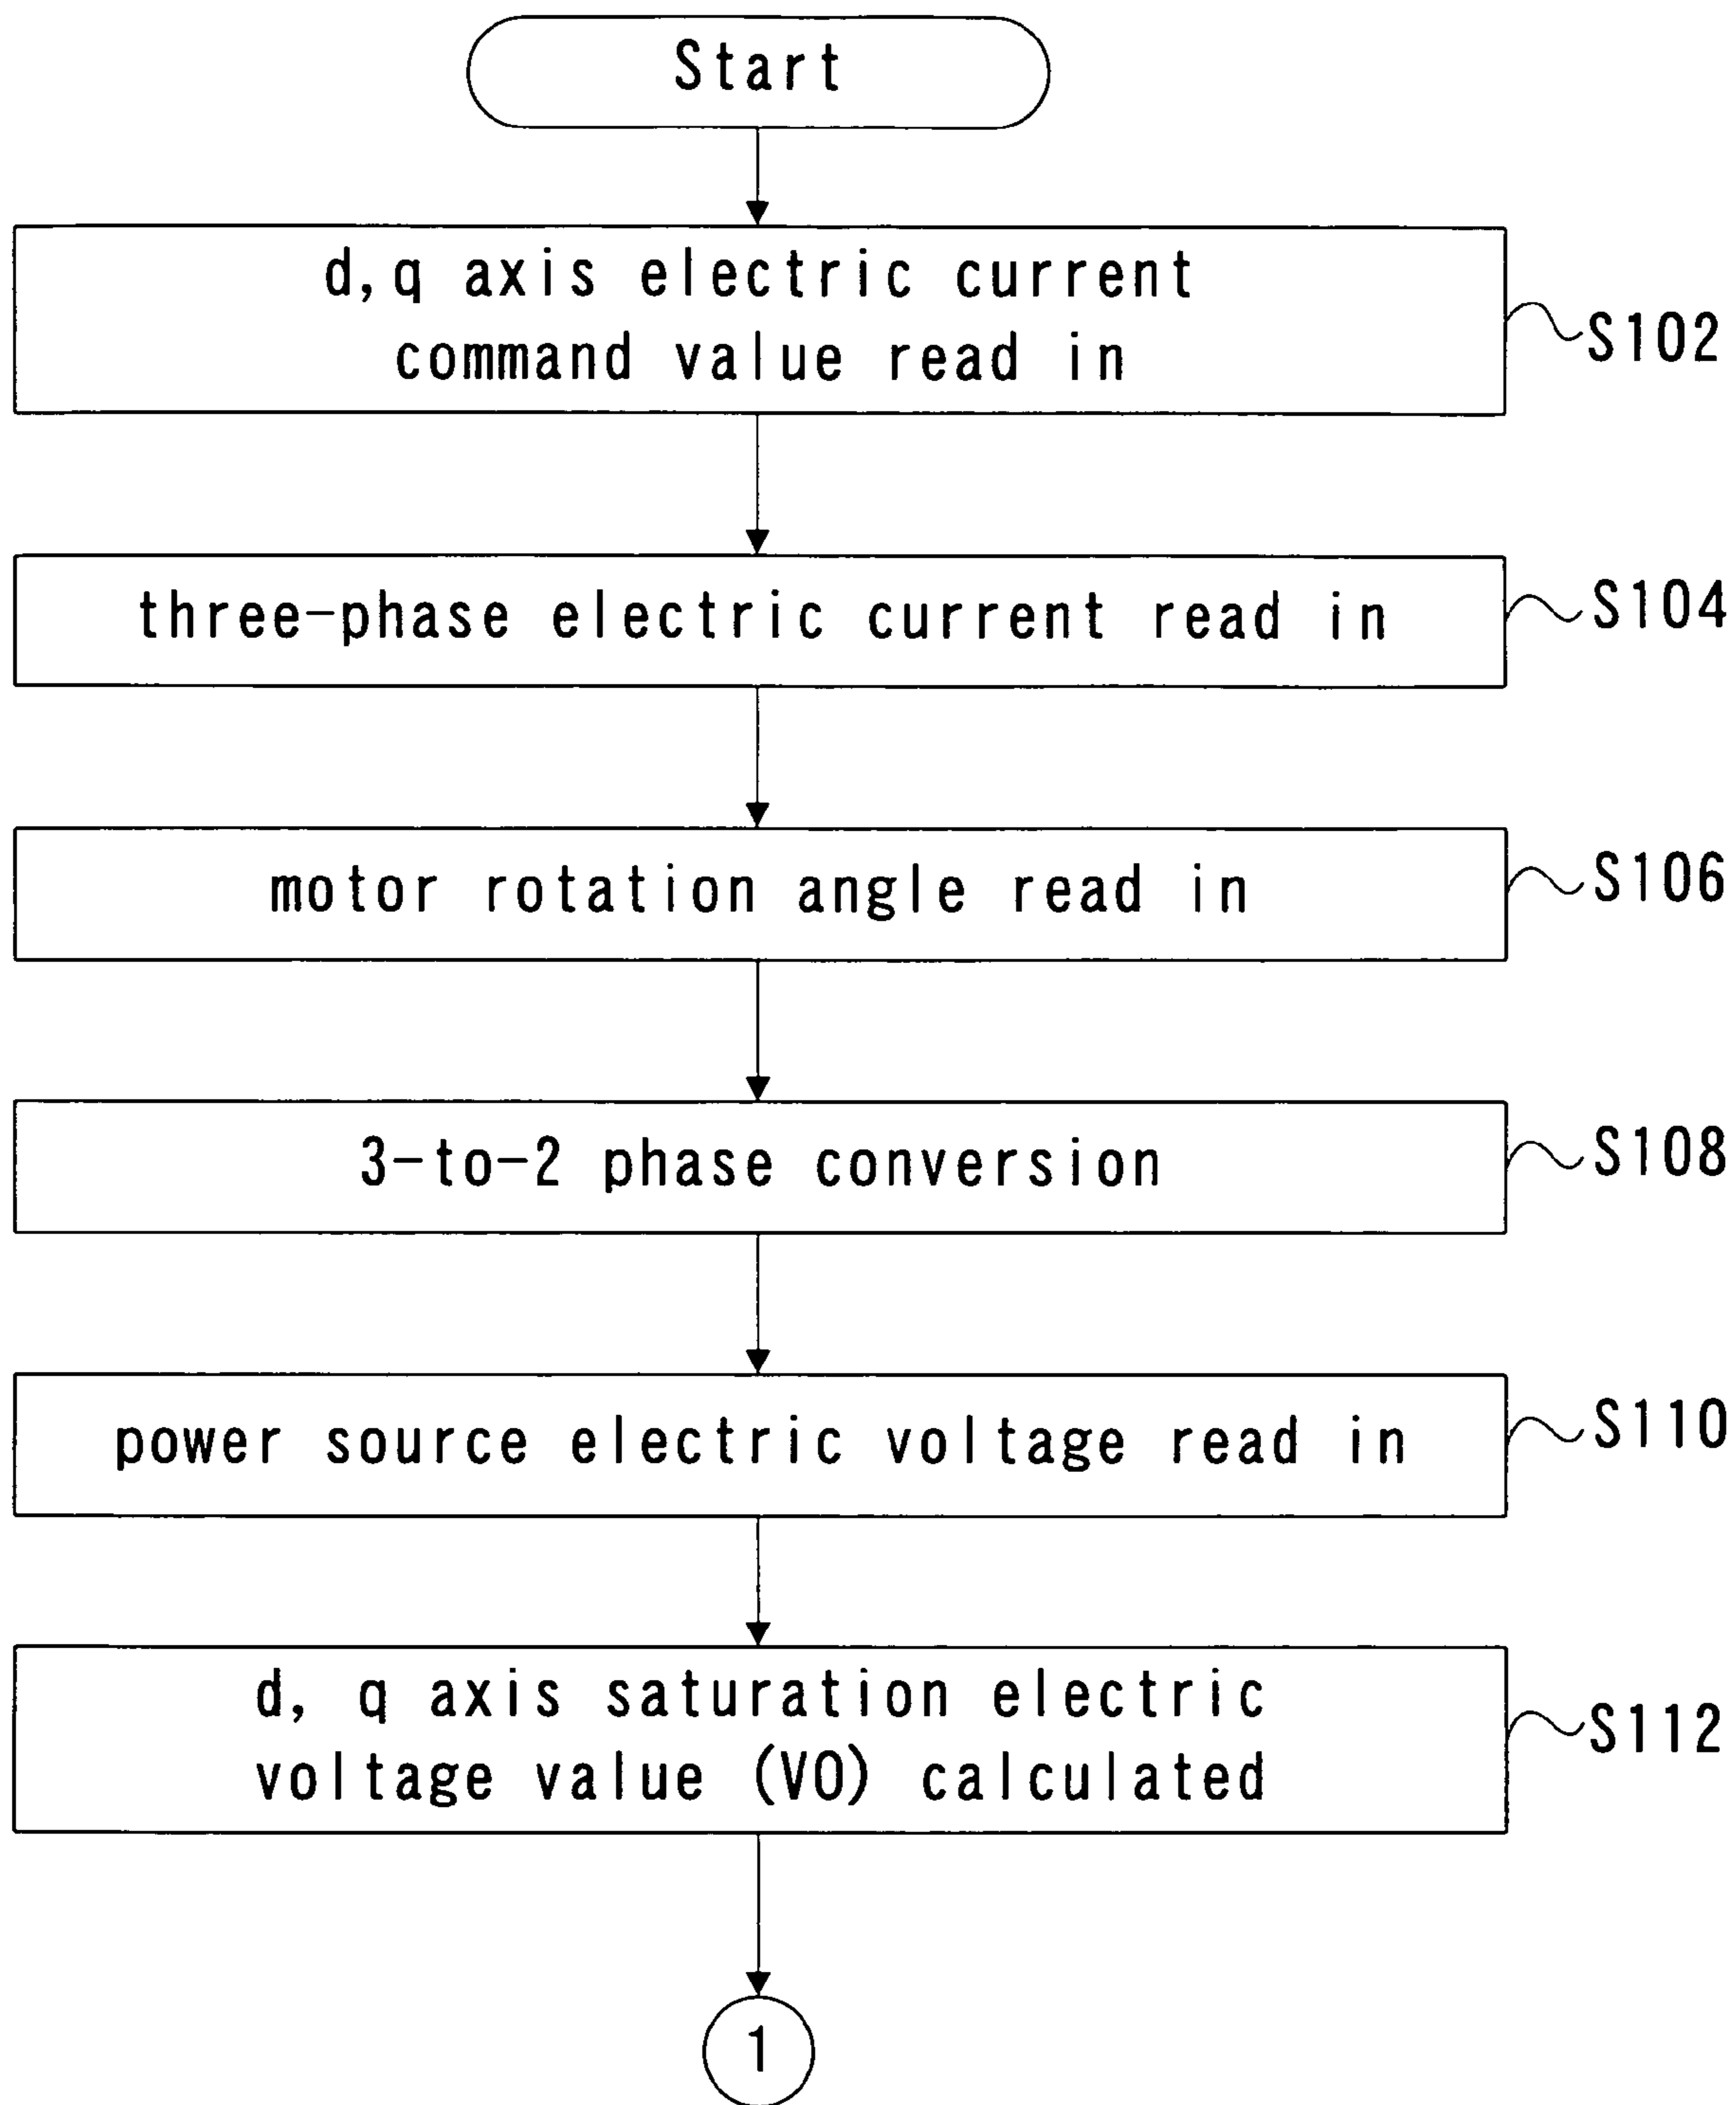 Start
d,q axis electric current
command value read in
S102
three-phase electric current read in
S104
motor rotation angle read in
S106
3-to-2 phase conversion
S108
power source electric voltage read in
S110
d, q axis saturation electric
voltage value (V0) calculated
S112
1